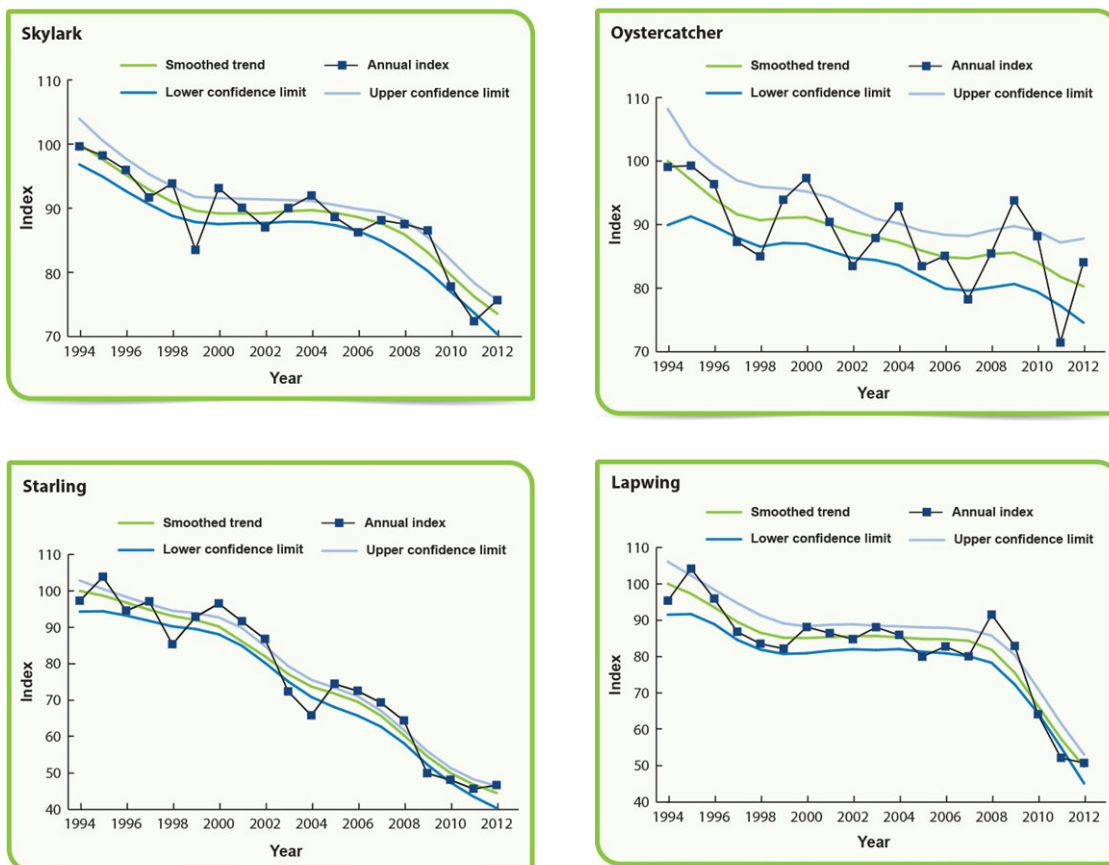 Skylark
Smoothed trend Annual index
Lower confidence limit Upper confidence limit
110
100
90
80
70
Index
1994 1996 1998 2000 2002 2004 2006 2008 2010 2012
Year
Oystercatcher
Smoothed trend Annual index
Lower confidence limit Upper confidence limit
110
100
90
80
70
Index
1994 1996 1998 2000 2002 2004 2006 2008 2010 2012
Year
Starling
Smoothed trend Annual index
Lower confidence limit Upper confidence limit
110
100
90
80
70
60
50
40
Index
1994 1996 1998 2000 2002 2004 2006 2008 2010 2012
Year
Lapwing
Smoothed trend Annual index
Lower confidence limit Upper confidence limit
110
100
90
80
70
60
50
40
Index
1994 1996 1998 2000 2002 2004 2006 2008 2010 2012
Year